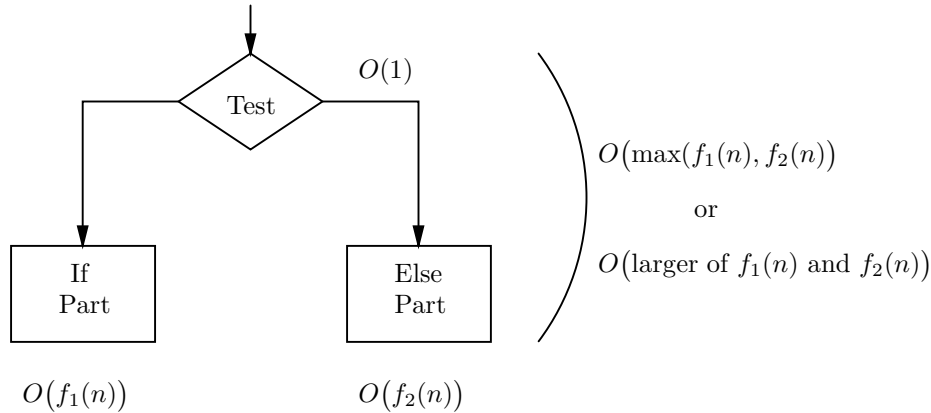 O(1)
Test
O(max(f₁(n), f₂(n))
or
O(larger of f₁(n) and f₂(n))
If
Part
Else
Part
O(f₁(n))
O(f₂(n))